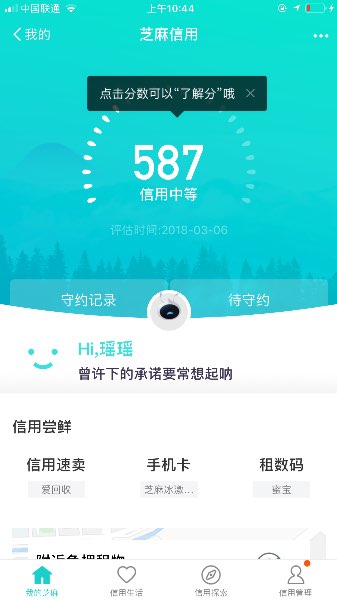 中国联通
上午10:44
我的
芝麻信用
点击分数可以“了解分”哦
587
信用中等
评估时间:2018-03-06
守约记录
待守约
Hi,瑶瑶
曾许下的承诺要常想起呐
信用尝鲜
信用速卖
手机卡
租数码
爱回收
芝麻冰激...
蜜宝
附近免押租物
我的芝麻
信用生活
信用探索
信用管理